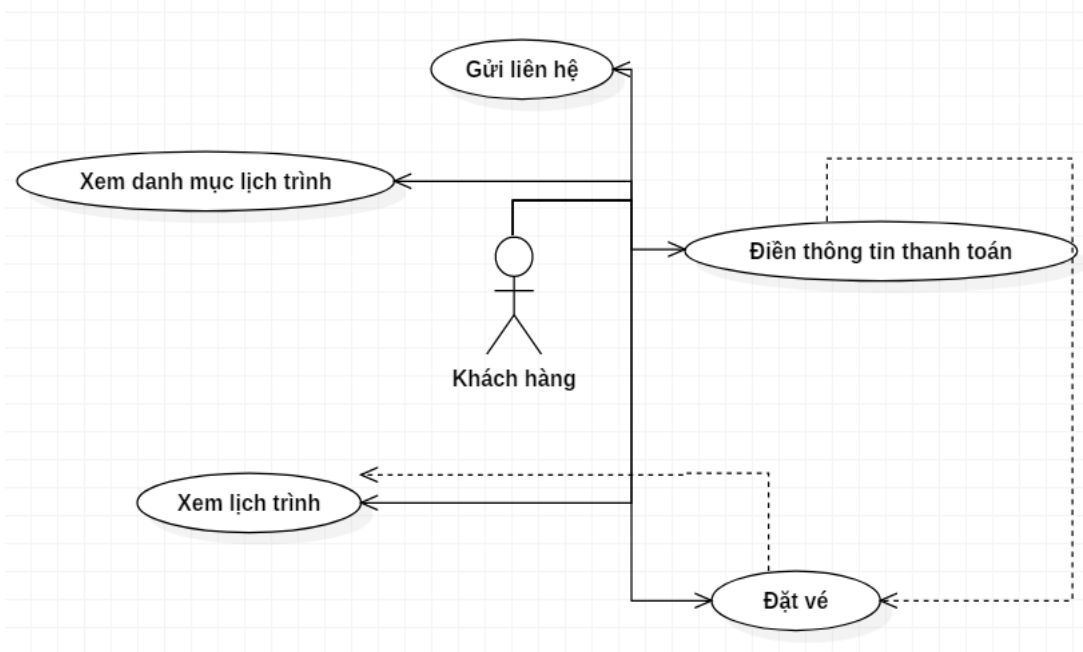 Gửi liên hệ
Xem danh mục lịch trình
Điền thông tin thanh toán
Khách hàng
Xem lịch trình
Đặt vé